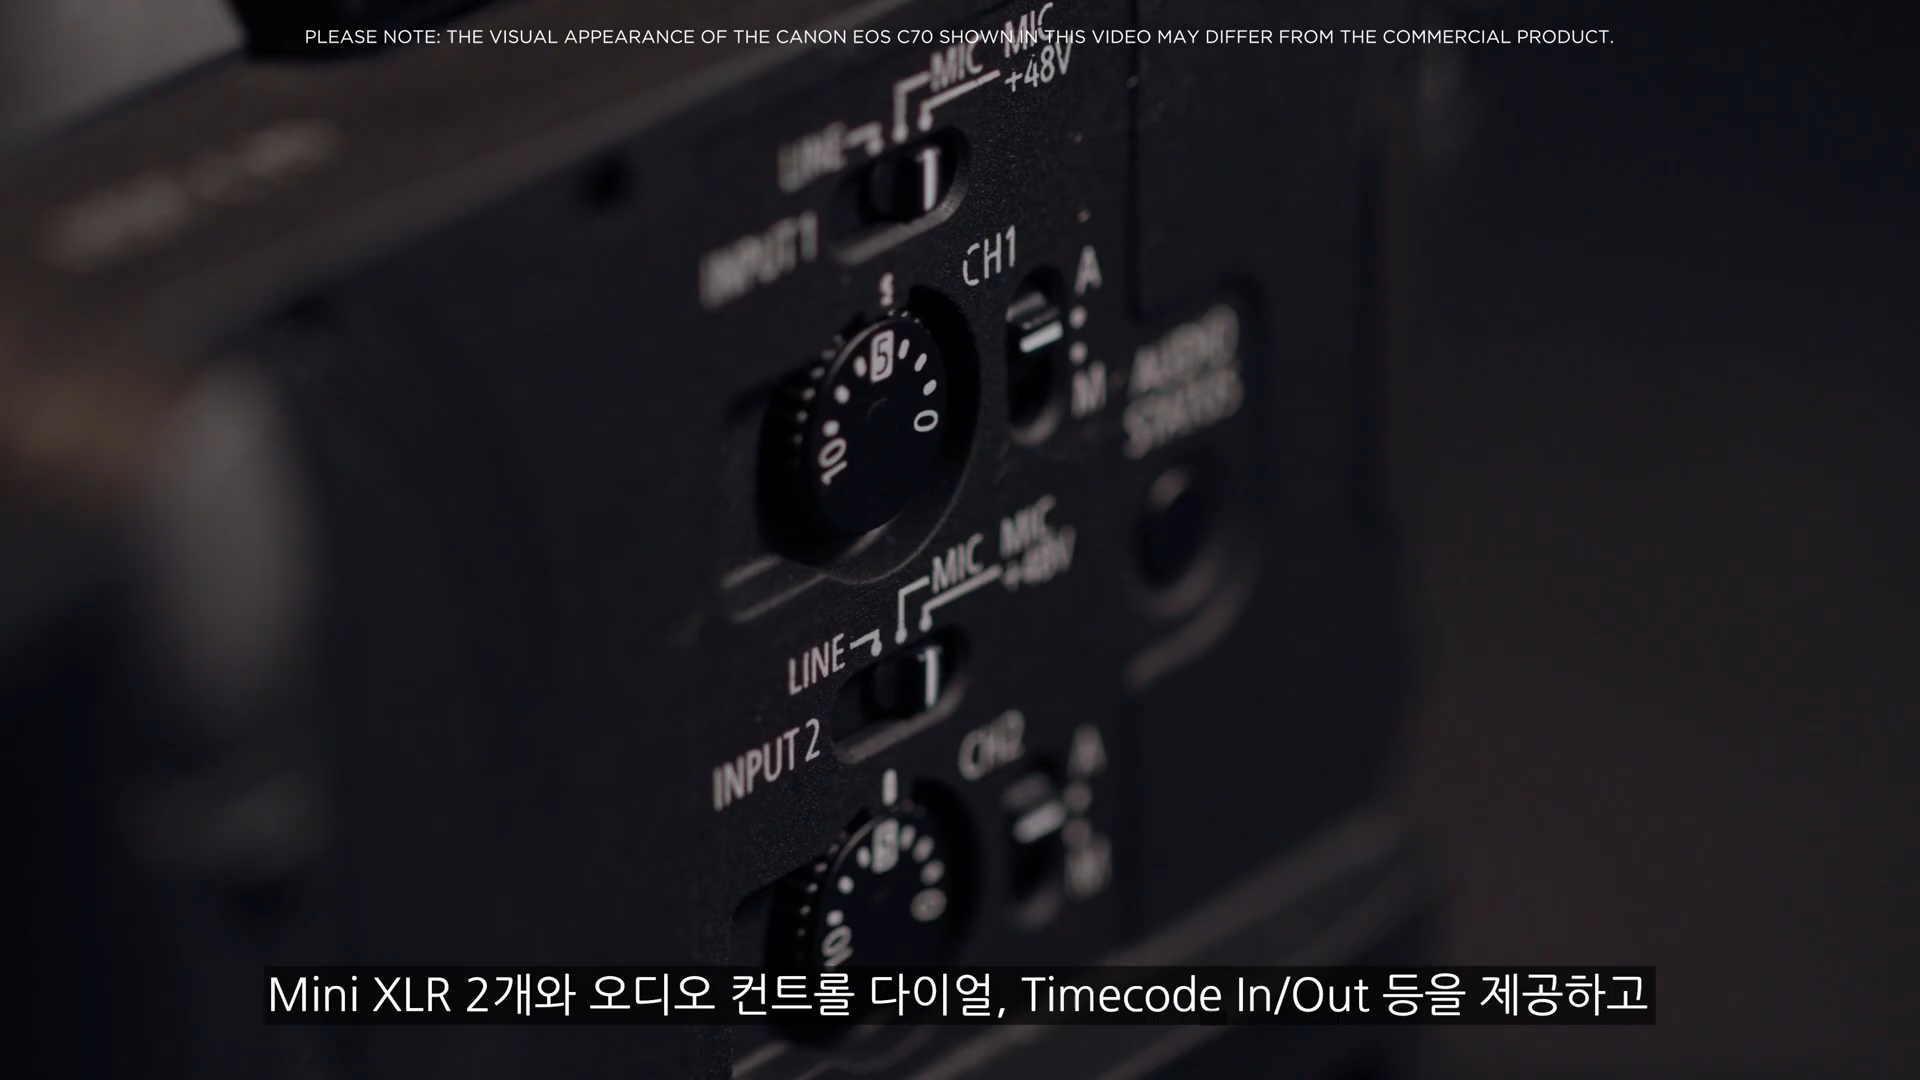 PLEASE NOTE: THE VISUAL APPEARANCE OF THE CANON EOS C70 SHOWN IN THIS VIDEO MAY DIFFER FROM THE COMMERCIAL PRODUCT.
MIC MIC
+48V
LINE
INPUT1
CH1
A
M
5
0
10
AUDIO
STATUS
MIC MIC
+48V
LINE
INPUT 2
CH2
A
M
5
0
10
Mini XLR 2개와 오디오 컨트롤 다이얼, Timecode In/Out 등을 제공하고